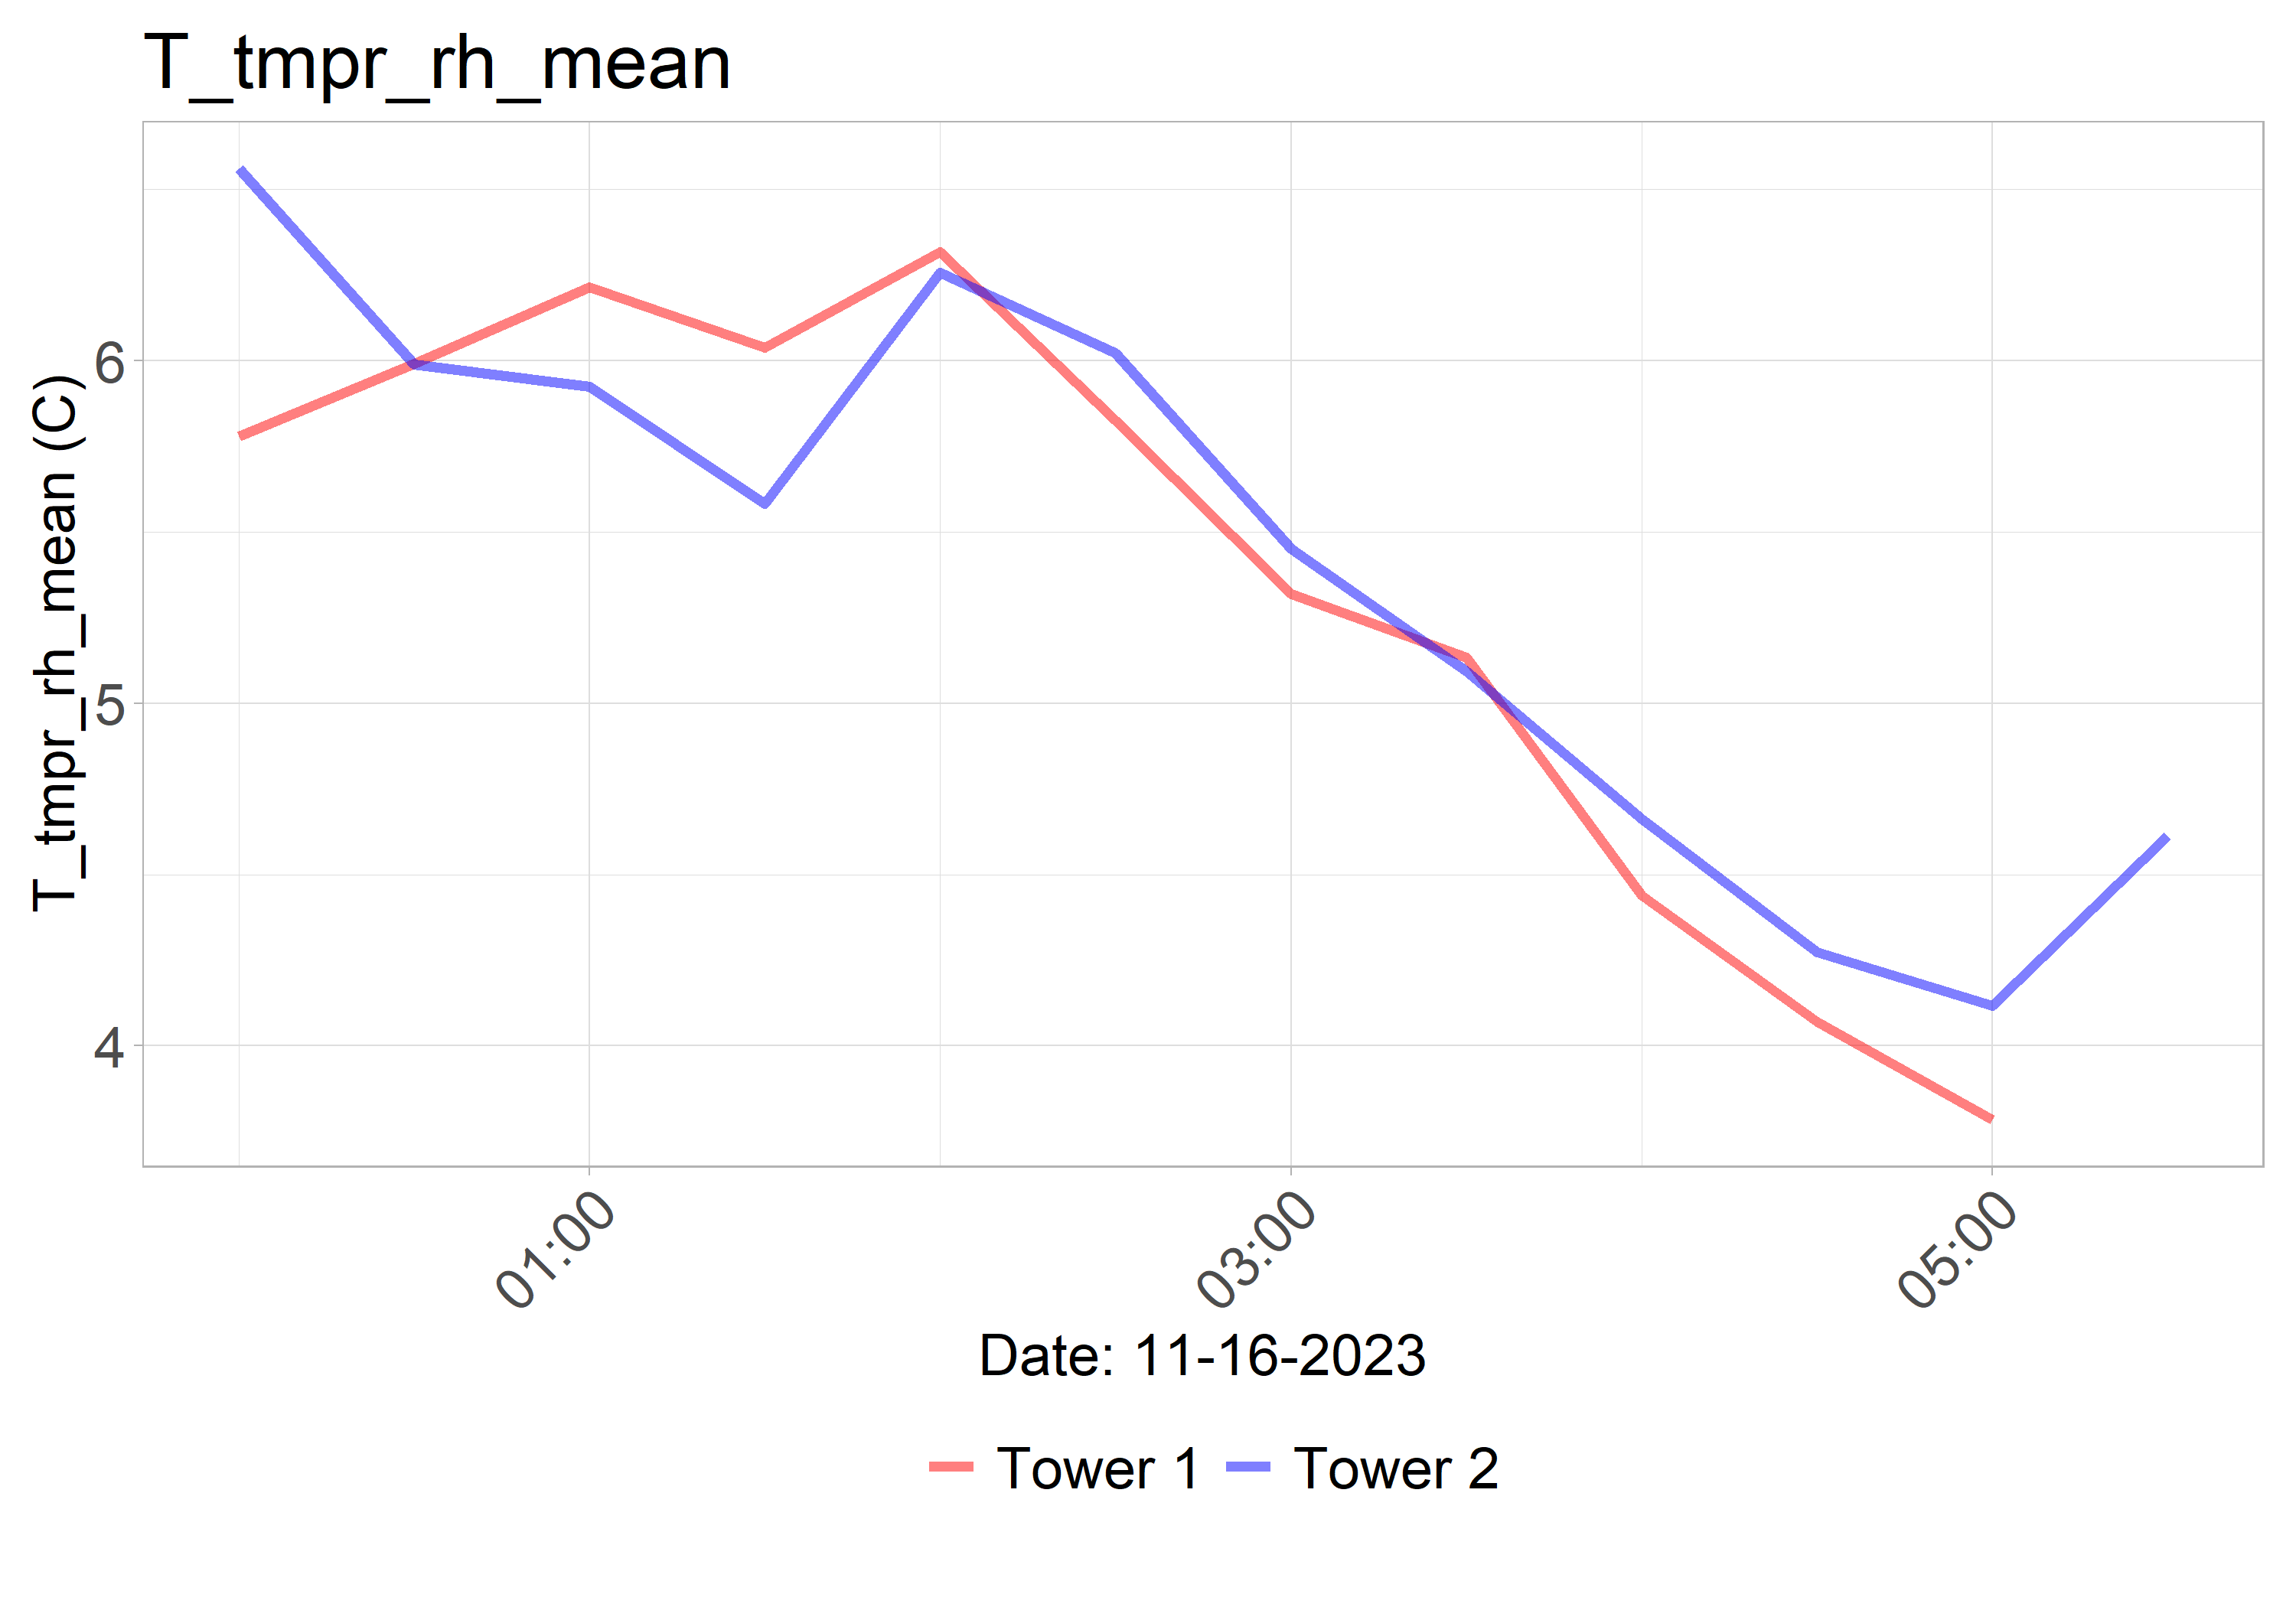 T_tmpr_rh_mean
T_tmpr_rh_mean (C)
6
5
4
01:00
03:00
05:00
Date: 11-16-2023
Tower 1
Tower 2